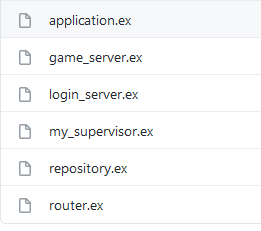 application.ex
game_server.ex
login_server.ex
my_supervisor.ex
repository.ex
router.ex